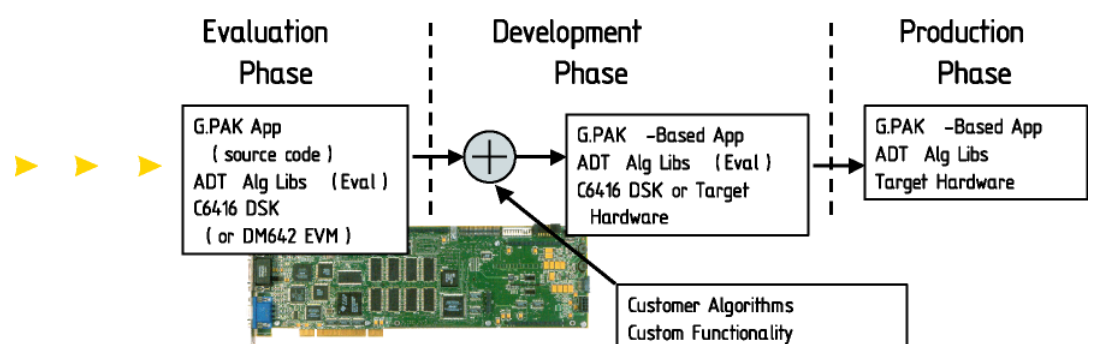 Evaluation
Phase
Development
Phase
Production
Phase
G.PAK App
( source code )
ADT Alg Libs (Eval )
C6416 DSK
( or DM642 EVM )
G.PAK -Based App
ADT Alg Libs (Eval )
C6416 DSK or Target
Hardware
G.PAK -Based App
ADT Alg Libs
Target Hardware
Customer Algorithms
Custom Functionality